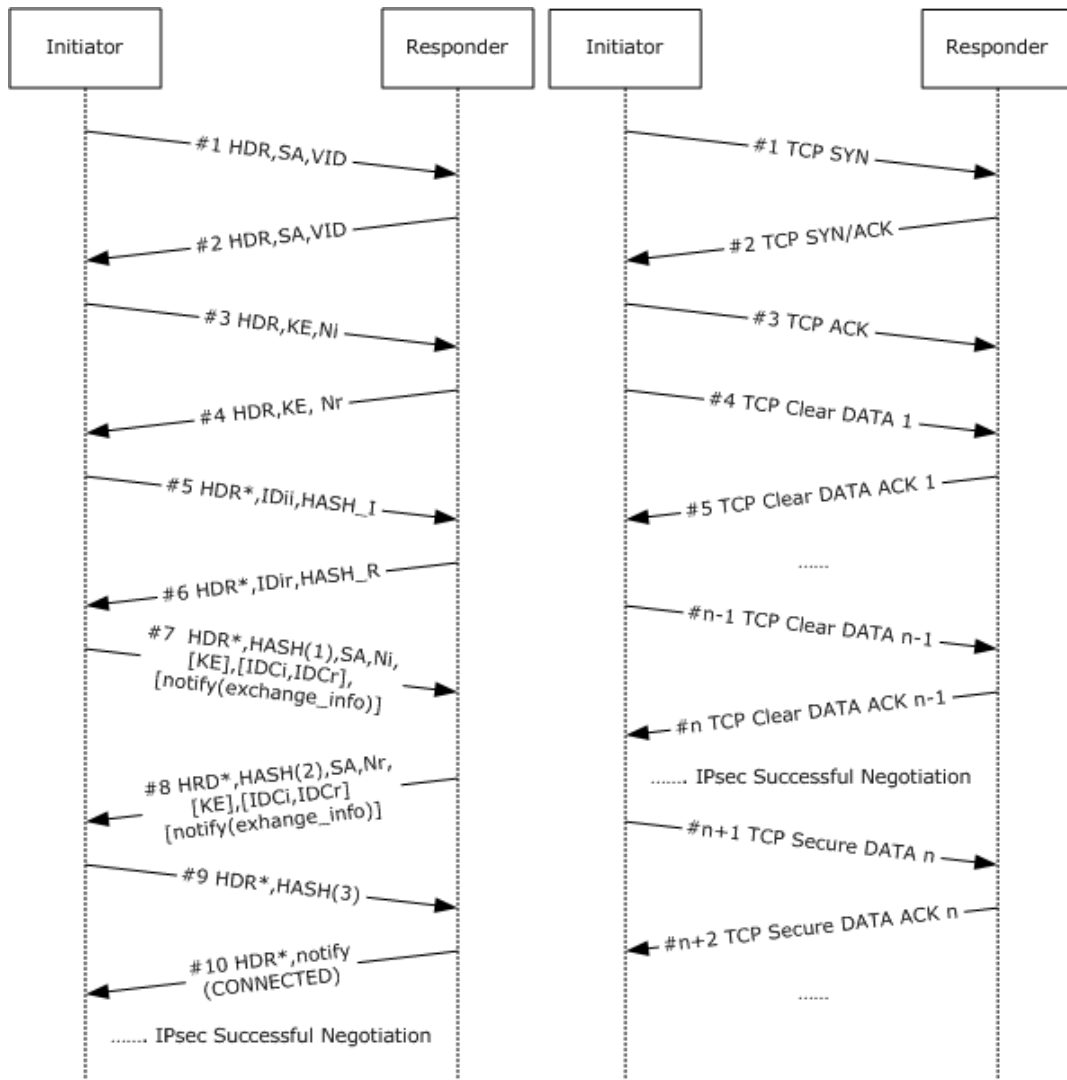 Initiator
Responder
#1 HDR,SA,VID
#2 HDR,SA,VID
#3 HDR,KE,Ni
#4 HDR,KE, Nr
#5 HDR*,IDii,HASH_I
#6 HDR*,IDir,HASH_R
#7 HDR*,HASH(1),SA,Ni,
[KE],[IDCi,IDCr],
[notify(exchange_info)]
#8 HRD*,HASH(2),SA,Nr,
[KE],[IDCi,IDCr]
[notify(exhange_info)]
#9 HDR*,HASH(3)
#10 HDR*,notify
(CONNECTED)
....... IPsec Successful Negotiation
Initiator
Responder
#1 TCP SYN
#2 TCP SYN/ACK
#3 TCP ACK
#4 TCP Clear DATA 1
#5 TCP Clear DATA ACK 1
......
#n-1 TCP Clear DATA n-1
#n TCP Clear DATA ACK n-1
....... IPsec Successful Negotiation
#n+1 TCP Secure DATA n
#n+2 TCP Secure DATA ACK n
......